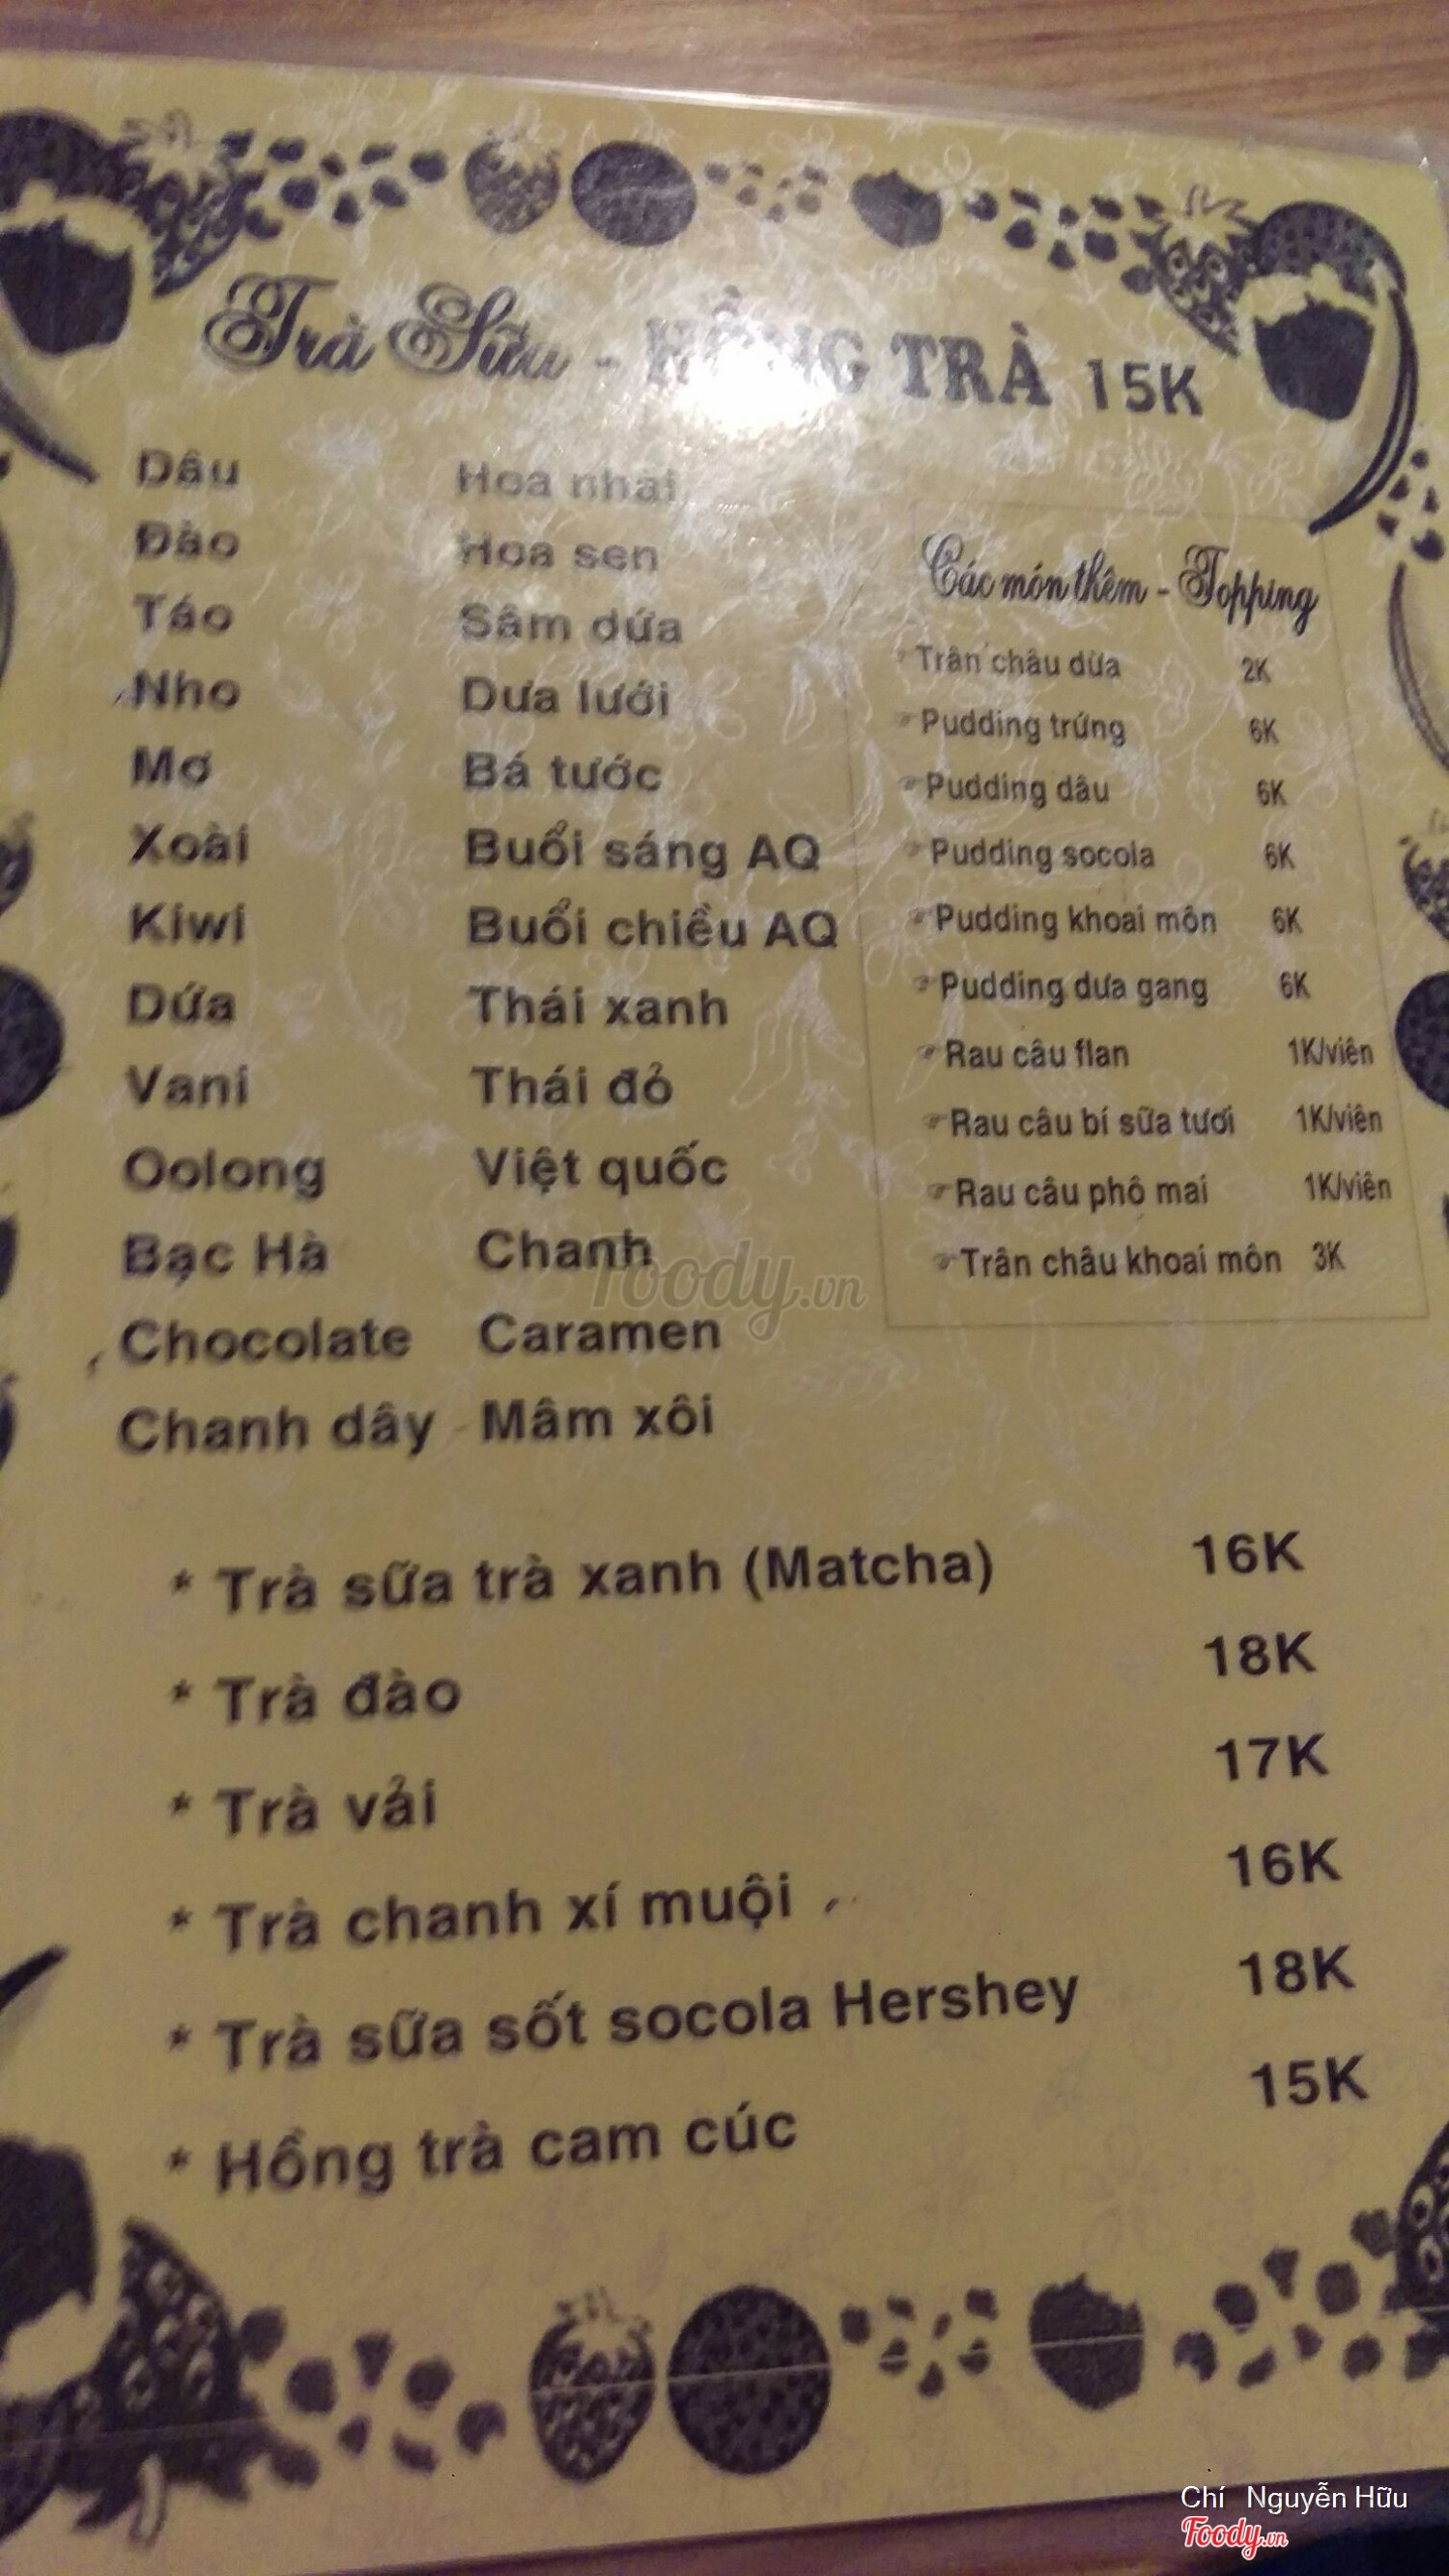 Trà Sữa - HỒNG TRÀ 15K
Dâu
Đào
Táo
Nho
Mơ
Xoài
Kiwi
Dứa
Vani
Oolong
Bạc Hà
Chocolate
Chanh dây
Hoa nhài
Hoa sen
Sâm dứa
Dưa lưới
Bá tước
Buổi sáng AQ
Buổi chiều AQ
Thái xanh
Thái đỏ
Việt quốc
Chanh
Caramen
Mâm xôi
Các món thêm - Topping
Trân châu dừa 2K
Pudding trứng 6K
Pudding dâu 6K
Pudding socola 6K
Pudding khoai môn 6K
Pudding dưa gang 6K
Rau câu flan 1K/viên
Rau câu bí sữa tươi 1K/viên
Rau câu phô mai 1K/viên
Trân châu khoai môn 3K
foody.vn
* Trà sữa trà xanh (Matcha) 16K
* Trà đào 18K
* Trà vải 17K
* Trà chanh xí muội 16K
* Trà sữa sốt socola Hershey 18K
* Hồng trà cam cúc 15K
Chí Nguyễn Hữu
Foody.vn